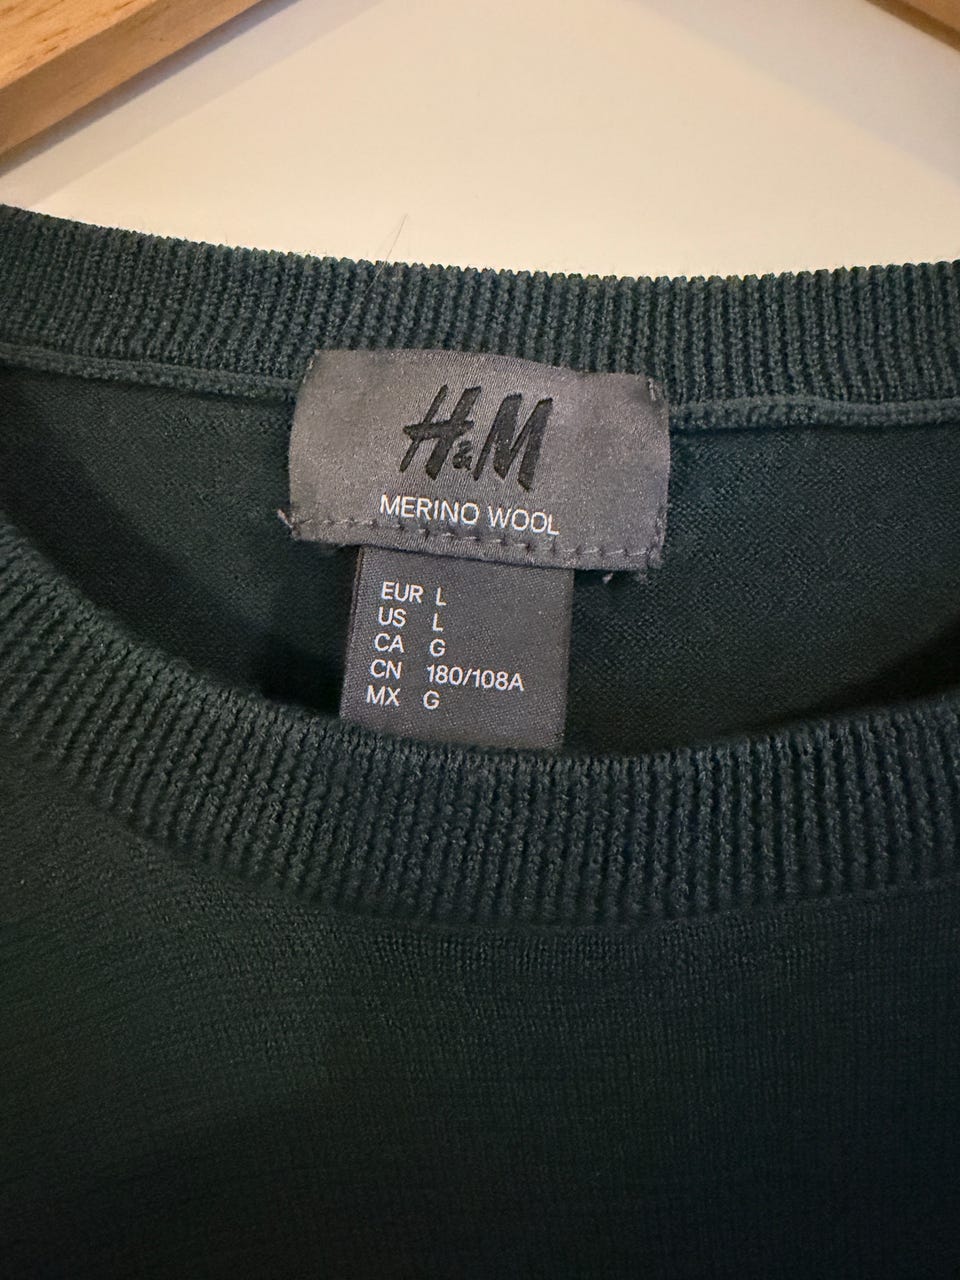 H&M
MERINO WOOL
EUR L
US L
CA G
CN 180/108A
MX G